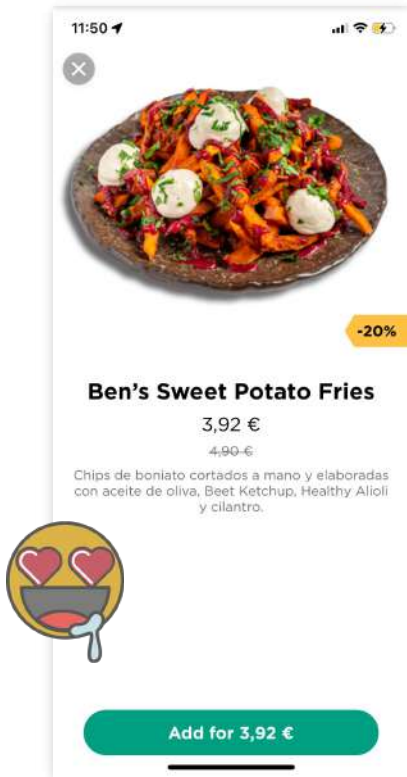 11:50
-20%
Ben's Sweet Potato Fries
3,92 €
4,90 €
Chips de boniato cortados a mano y elaboradas
con aceite de oliva, Beet Ketchup, Healthy Alioli
y cilantro.
Add for 3,92 €